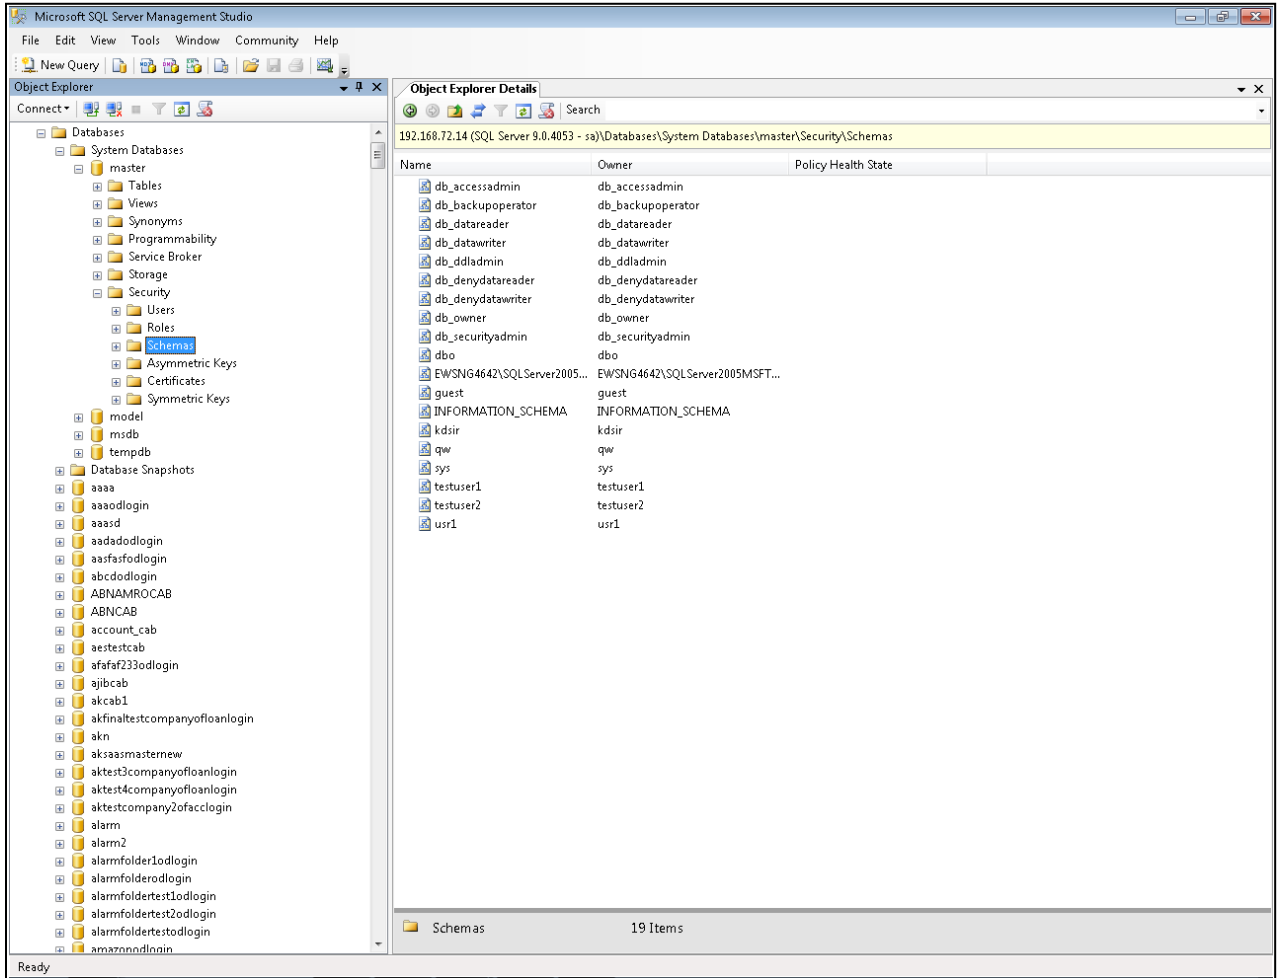 Microsoft SQL Server Management Studio
File Edit View Tools Window Community Help
New Query
Object Explorer
Connect
Databases
System Databases
master
Tables
Views
Synonyms
Programmability
Service Broker
Storage
Security
Users
Roles
Schemas
Asymmetric Keys
Certificates
Symmetric Keys
model
msdb
tempdb
Database Snapshots
aaaa
aaaodlogin
aaasd
aadadodlogin
aasfasfodlogin
abcdodlogin
ABNAMROCAB
ABNCAB
account_cab
aestestcab
afafaf233odlogin
ajibcab
akcab1
akfinaltestcompanyofloanlogin
akn
aksaasmasternew
aktest3companyofloanlogin
aktest4companyofloanlogin
aktestcompany2ofacclogin
alarm
alarm2
alarmfolder1odlogin
alarmfolderodlogin
alarmfoldertest1odlogin
alarmfoldertest2odlogin
alarmfoldertestodlogin
amazonodlogin
Object Explorer Details
Search
192.168.72.14 (SQL Server 9.0.4053 - sa)\Databases\System Databases\master\Security\Schemas
Name Owner Policy Health State
db_accessadmin db_accessadmin
db_backupoperator db_backupoperator
db_datareader db_datareader
db_datawriter db_datawriter
db_ddladmin db_ddladmin
db_denydatareader db_denydatareader
db_denydatawriter db_denydatawriter
db_owner db_owner
db_securityadmin db_securityadmin
dbo dbo
EWSNG4642\SQLServer2005... EWSNG4642\SQLServer2005MSFT...
guest guest
INFORMATION_SCHEMA INFORMATION_SCHEMA
kdsir kdsir
qw qw
sys sys
testuser1 testuser1
testuser2 testuser2
usr1 usr1
Schemas 19 Items
Ready